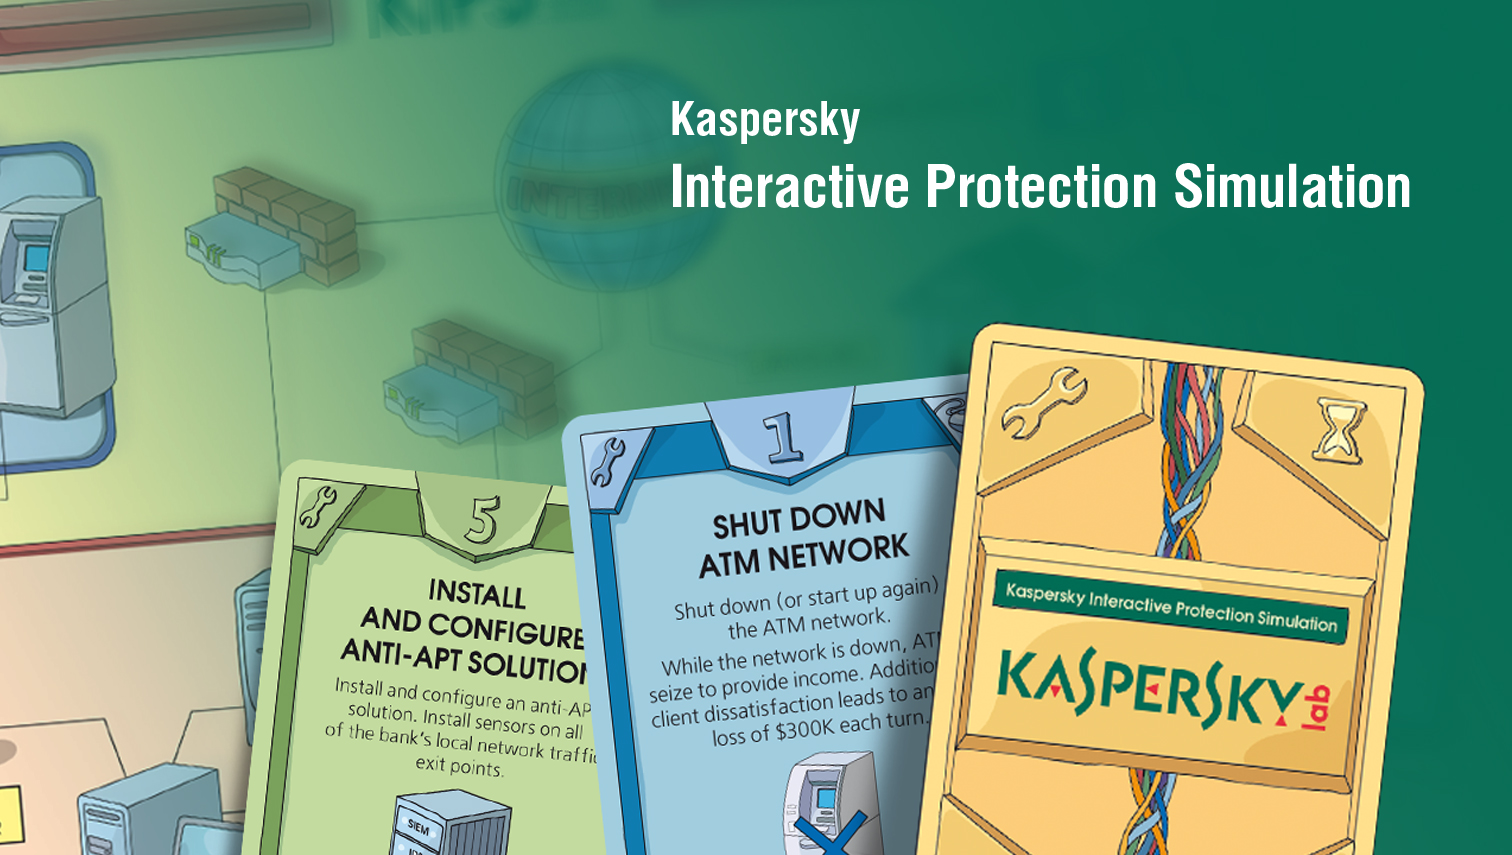 KIPS
INTERN
Kaspersky
Interactive Protection Simulation
5
INSTALL
AND CONFIGURE
ANTI-APT SOLUTION
Install and configure an anti-AP
solution. Install sensors on all
of the bank's local network traffic
exit points.
SIEM
1
SHUT DOWN
ATM NETWORK
Shut down (or start up again)
the ATM network.
While the network is down, AT
seize to provide income. Additio
client dissatisfaction leads to an
loss of $300K each turn.
Kaspersky Interactive Protection Simulation
KASPERSKY
lab